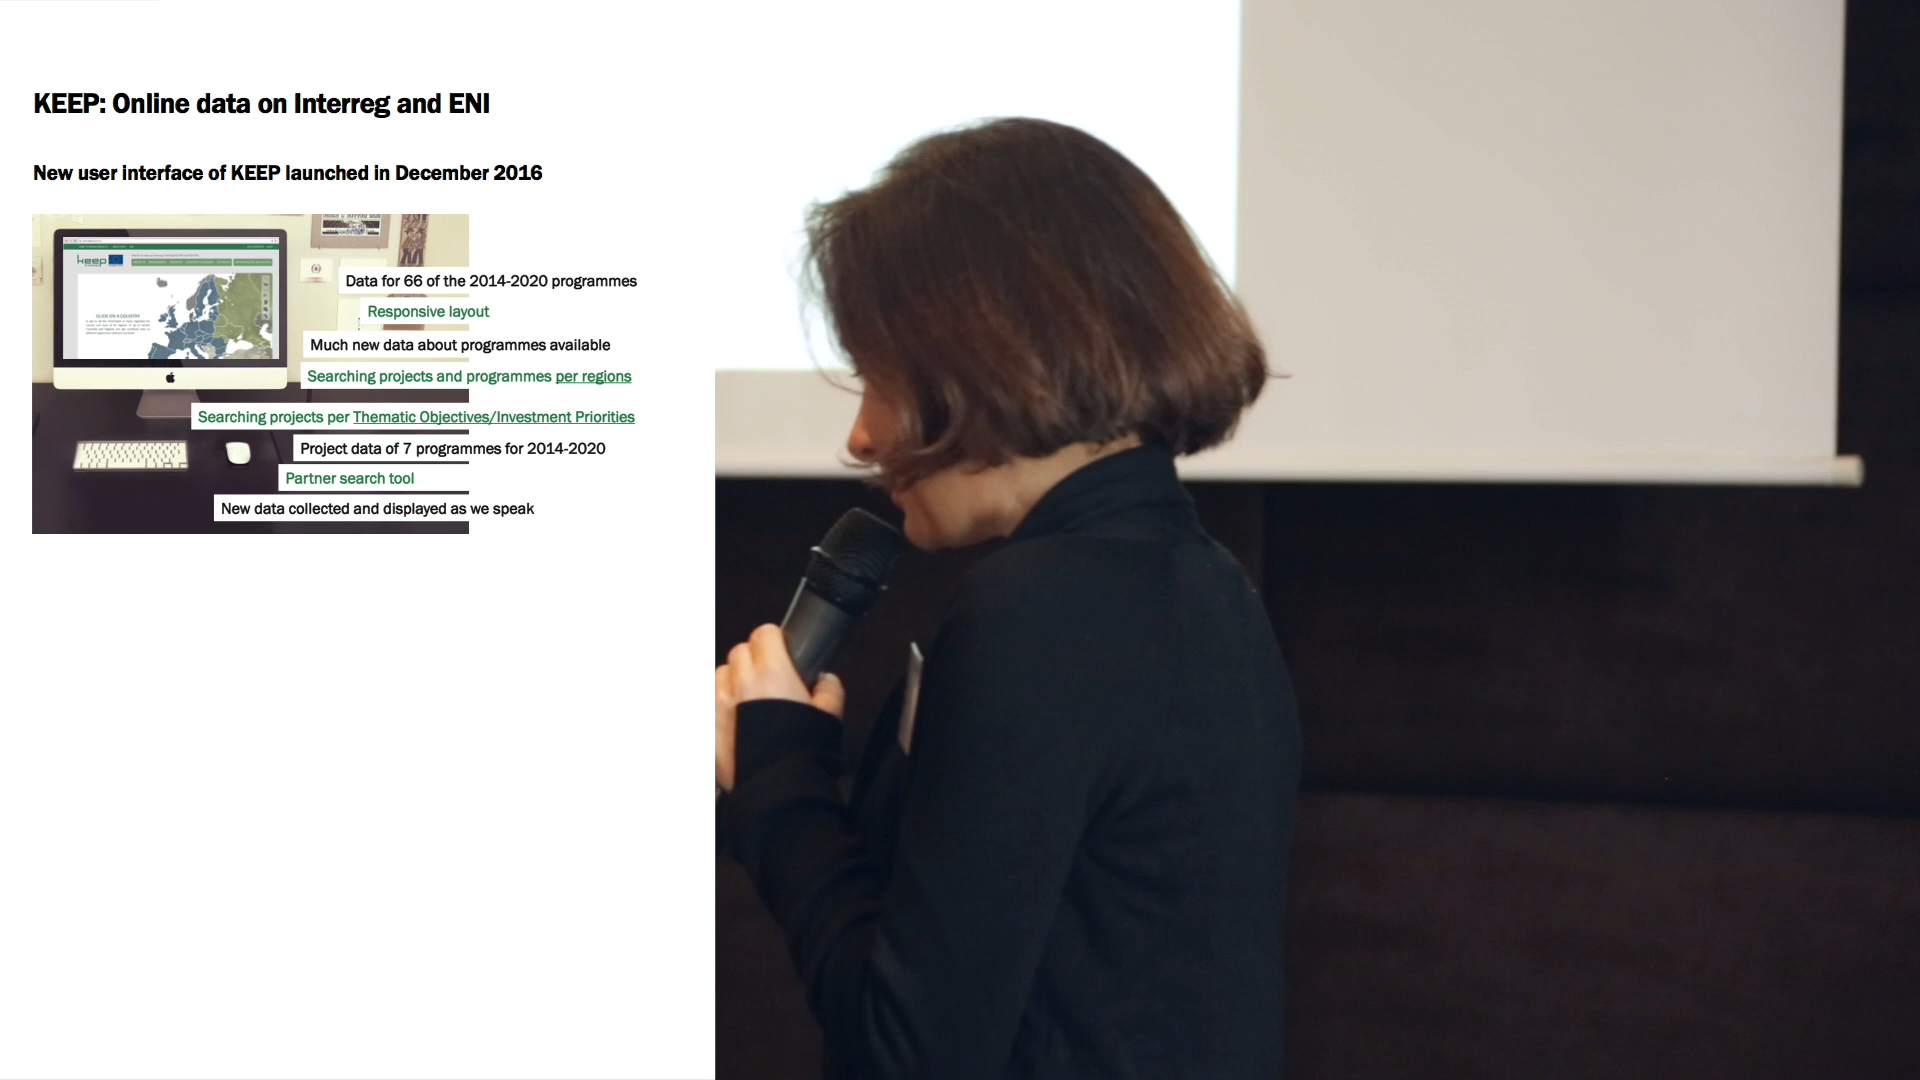 KEEP: Online data on Interreg and ENI
New user interface of KEEP launched in December 2016
keep
CLICK ON A COUNTRY
Data for 66 of the 2014-2020 programmes
Responsive layout
Much new data about programmes available
Searching projects and programmes per regions
Searching projects per Thematic Objectives/Investment Priorities
Project data of 7 programmes for 2014-2020
Partner search tool
New data collected and displayed as we speak